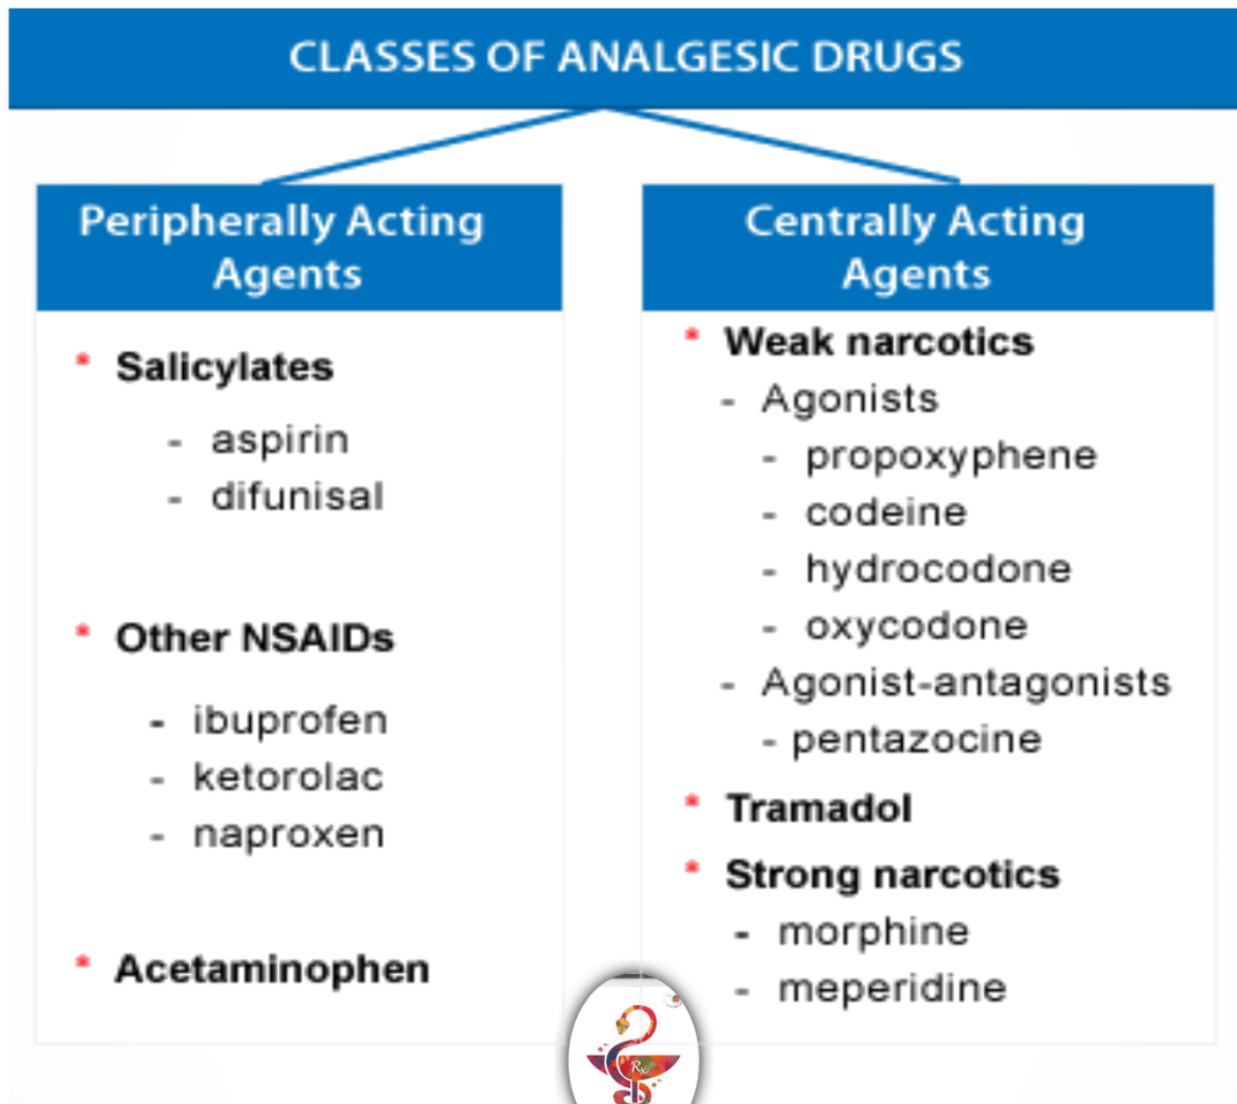 CLASSES OF ANALGESIC DRUGS
Peripherally Acting
Agents
* Salicylates
- aspirin
- difunisal
* Other NSAIDs
- ibuprofen
- ketorolac
- naproxen
* Acetaminophen
Centrally Acting
Agents
* Weak narcotics
- Agonists
- propoxyphene
- codeine
- hydrocodone
- oxycodone
- Agonist-antagonists
- pentazocine
* Tramadol
* Strong narcotics
- morphine
- meperidine
Rx